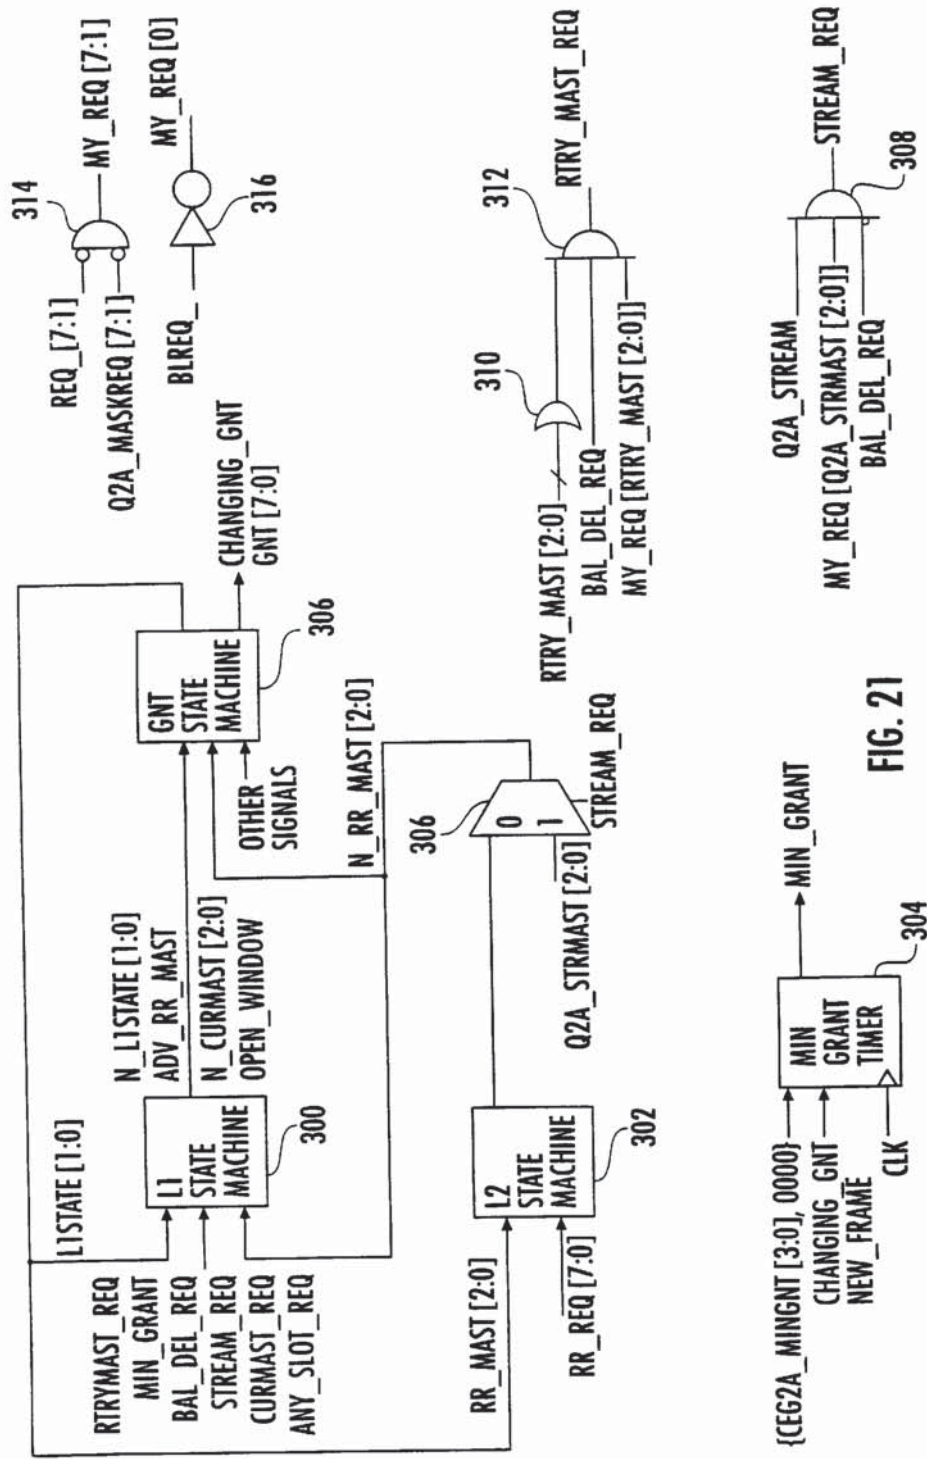 L1STATE [1:0]
RTRYMAST_REQ
MIN_GRANT
BAL_DEL_REQ
STREAM_REQ
CURMAST_REQ
ANY_SLOT_REQ
L1
STATE
MACHINE
300
N_L1STATE [1:0]
ADV_RR_MAST
N_CURMAST [2:0]
OPEN_WINDOW
GNT
STATE
MACHINE
306
OTHER
SIGNALS
CHANGING_GNT
GNT [7:0]
REQ_[7:1]
Q2A_MASKREQ [7:1]
314
MY_REQ [7:1]
BLREQ_
316
MY_REQ [0]
RR_MAST [2:0]
RR_REQ [7:0]
L2
STATE
MACHINE
302
N_RR_MAST [2:0]
306
0
1
Q2A_STRMAST [2:0]
STREAM_REQ
RTRY_MAST [2:0]
BAL_DEL_REQ
MY_REQ [RTRY_MAST [2:0]]
310
312
RTRY_MAST_REQ
{CEG2A_MINGNT [3:0], 0000}
CHANGING_GNT
NEW_FRAME
CLK
MIN
GRANT
TIMER
304
MIN_GRANT
Q2A_STREAM
MY_REQ [Q2A_STRMAST [2:0]]
BAL_DEL_REQ
STREAM_REQ
308
FIG. 21